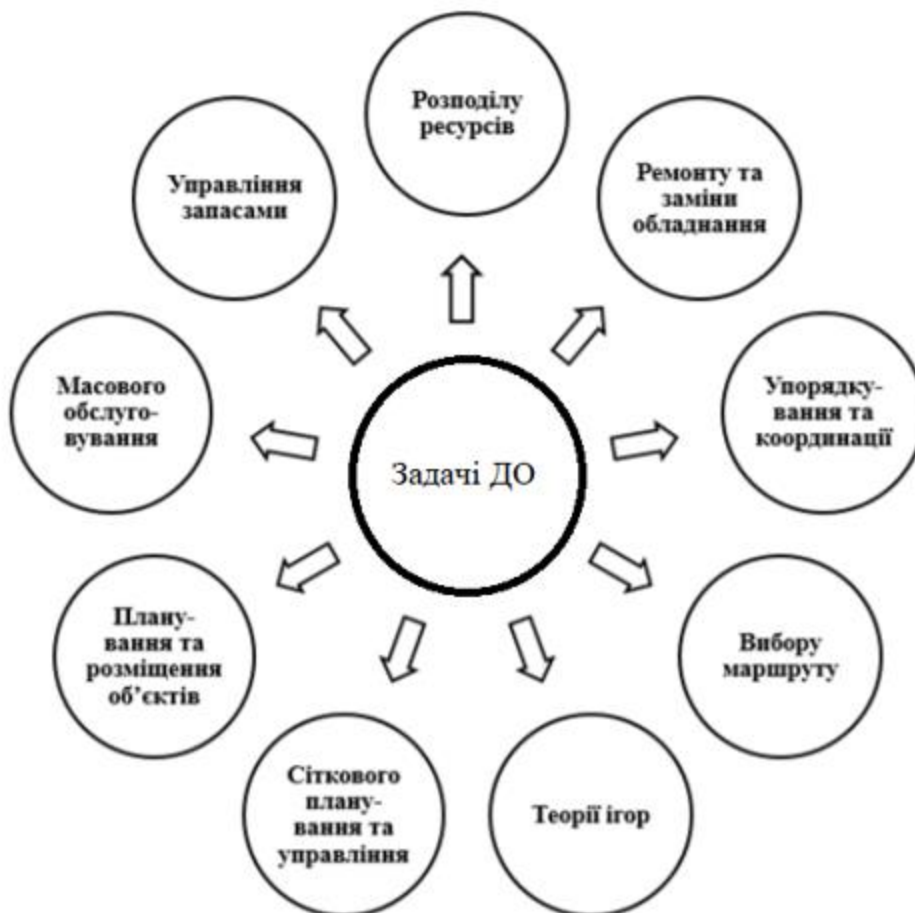 Розподілу
ресурсів
Управління
запасами
Ремонту та
заміни
обладнання
Масового
обслуго-
вування
Упорядку-
вання та
координації
Задачі ДО
Плану-
вання та
розміщення
об’єктів
Вибору
маршруту
Сіткового
плану-
вання та
управління
Теорії ігор